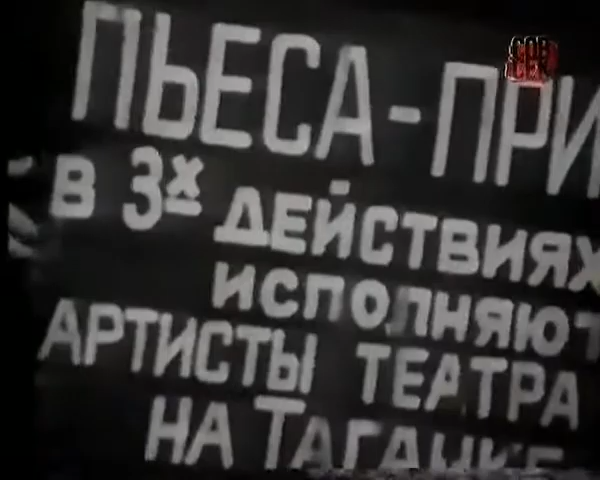 ПЬЕСА-ПРИ
В 3Х ДЕЙСТВИЯХ
ИСПОЛНЯЮТ
АРТИСТЫ ТЕАТРА
НА ТАГАНКЕ